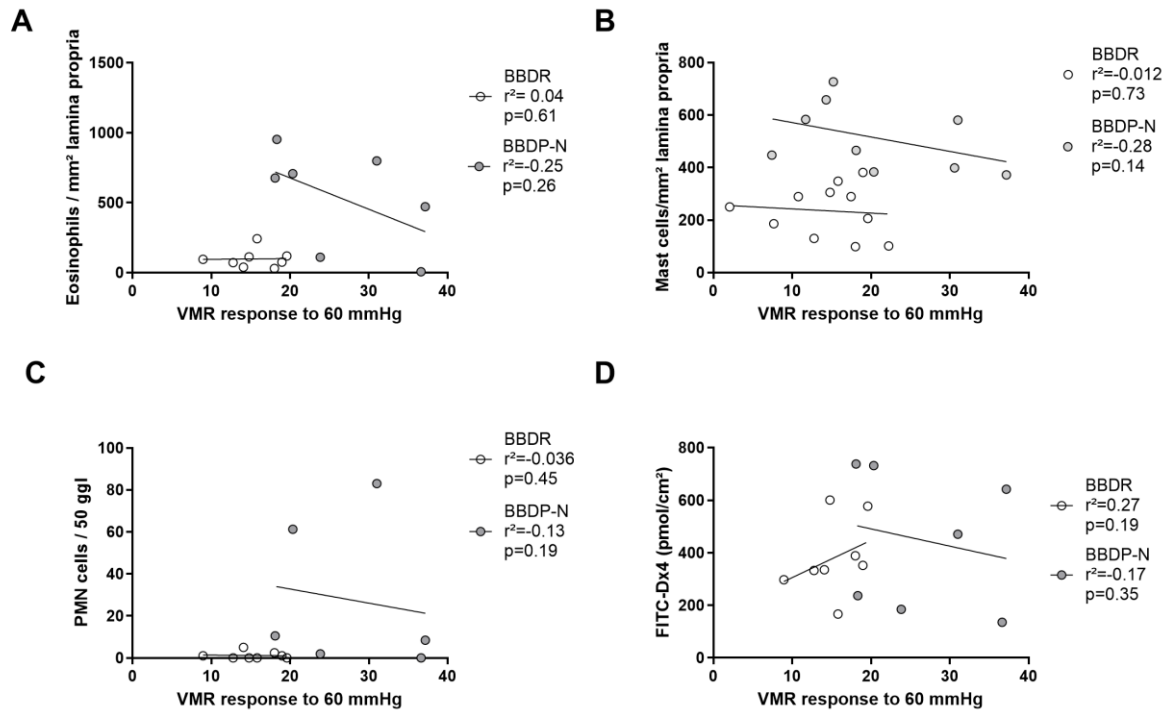 A
Eosinophils / mm² lamina propria
1500
1000
500
0
0
10
20
30
40
VMR response to 60 mmHg
BBDR
r²= 0.04
p=0.61
BBDP-N
r²=-0.25
p=0.26
B
Mast cells/mm² lamina propria
800
600
400
200
0
0
10
20
30
40
VMR response to 60 mmHg
BBDR
r²=-0.012
p=0.73
BBDP-N
r²=-0.28
p=0.14
C
PMN cells / 50 ggl
100
80
60
40
20
0
0
10
20
30
40
VMR response to 60 mmHg
BBDR
r²=-0.036
p=0.45
BBDP-N
r²=-0.13
p=0.19
D
FITC-Dx4 (pmol/cm²)
800
600
400
200
0
0
10
20
30
40
VMR response to 60 mmHg
BBDR
r²=0.27
p=0.19
BBDP-N
r²=-0.17
p=0.35